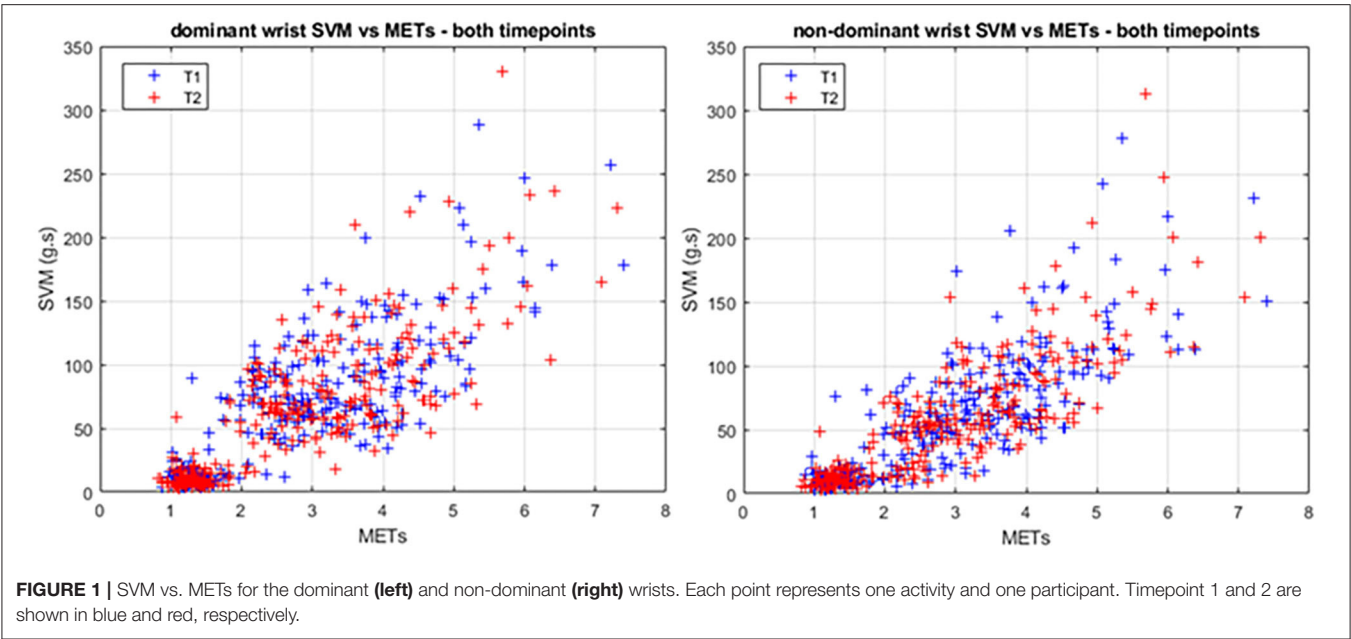 dominant wrist SVM vs METs - both timepoints
350
300
250
200
150
100
50
0
SVM (g.s)
T1
T2
0 1 2 3 4 5 6 7 8
METs
non-dominant wrist SVM vs METs - both timepoints
350
300
250
200
150
100
50
0
SVM (g.s)
T1
T2
0 1 2 3 4 5 6 7 8
METs
FIGURE 1 | SVM vs. METs for the dominant (left) and non-dominant (right) wrists. Each point represents one activity and one participant. Timepoint 1 and 2 are
shown in blue and red, respectively.